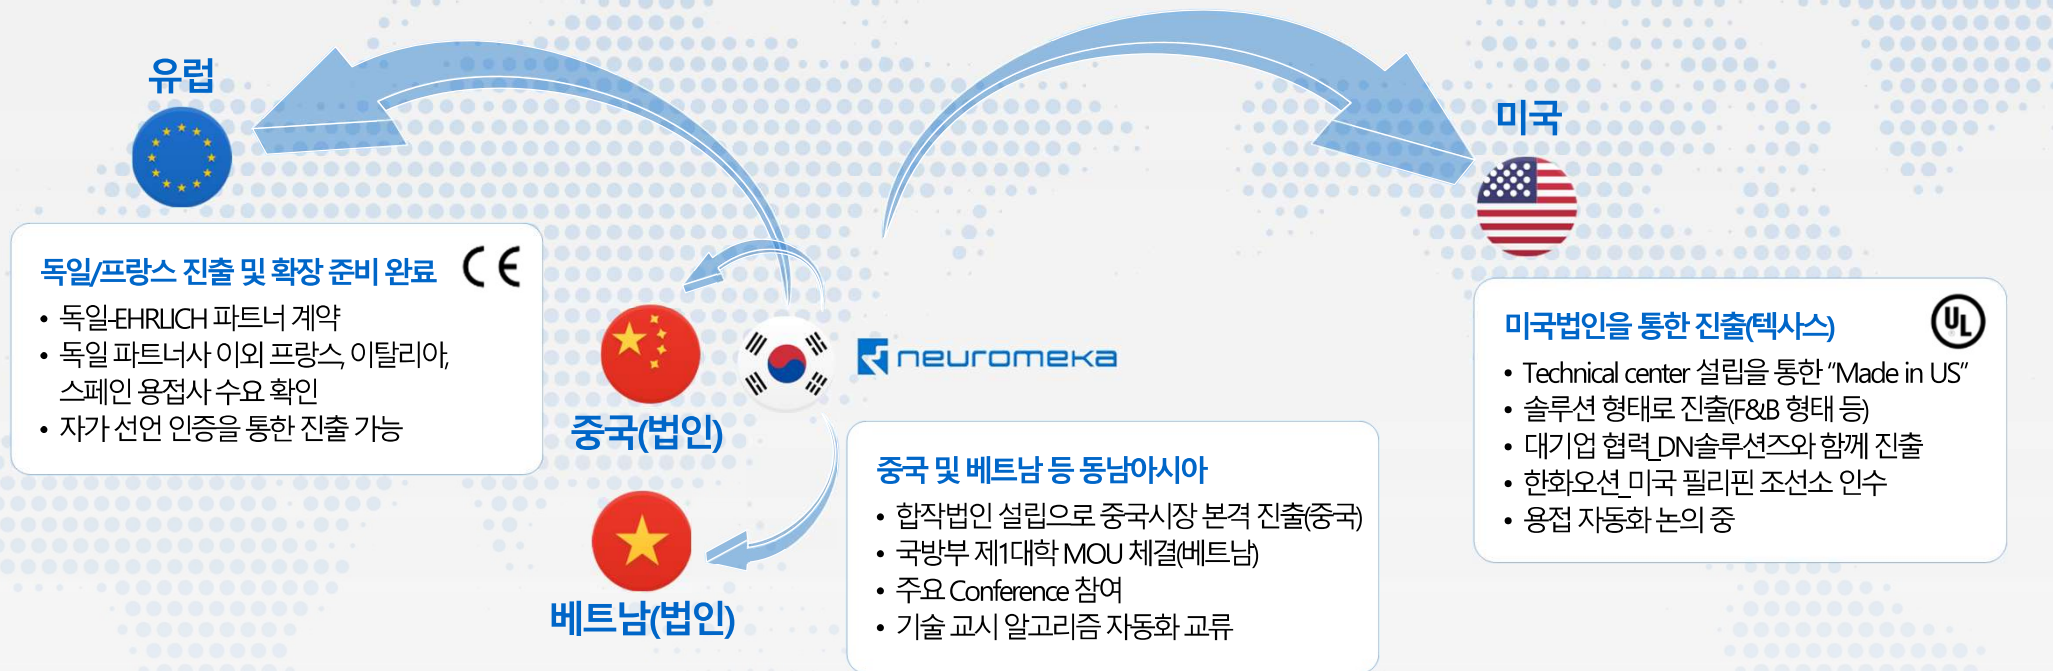 유럽
독일/프랑스 진출 및 확장 준비 완료 CE
• 독일-EHRLICH 파트너 계약
• 독일 파트너사 이외 프랑스, 이탈리아,
스페인 용접사 수요 확인
• 자가 선언 인증을 통한 진출 가능
중국(법인)
베트남(법인)
neuromeka
중국 및 베트남 등 동남아시아
• 합작법인 설립으로 중국시장 본격 진출(중국)
• 국방부 제1대학 MOU 체결(베트남)
• 주요 Conference 참여
• 기술 교시 알고리즘 자동화 교류
미국
미국법인을 통한 진출(텍사스) UL
• Technical center 설립을 통한 “Made in US”
• 솔루션 형태로 진출(F&B 형태 등)
• 대기업 협력_DN솔루션즈와 함께 진출
• 한화오션_미국 필리핀 조선소 인수
• 용접 자동화 논의 중